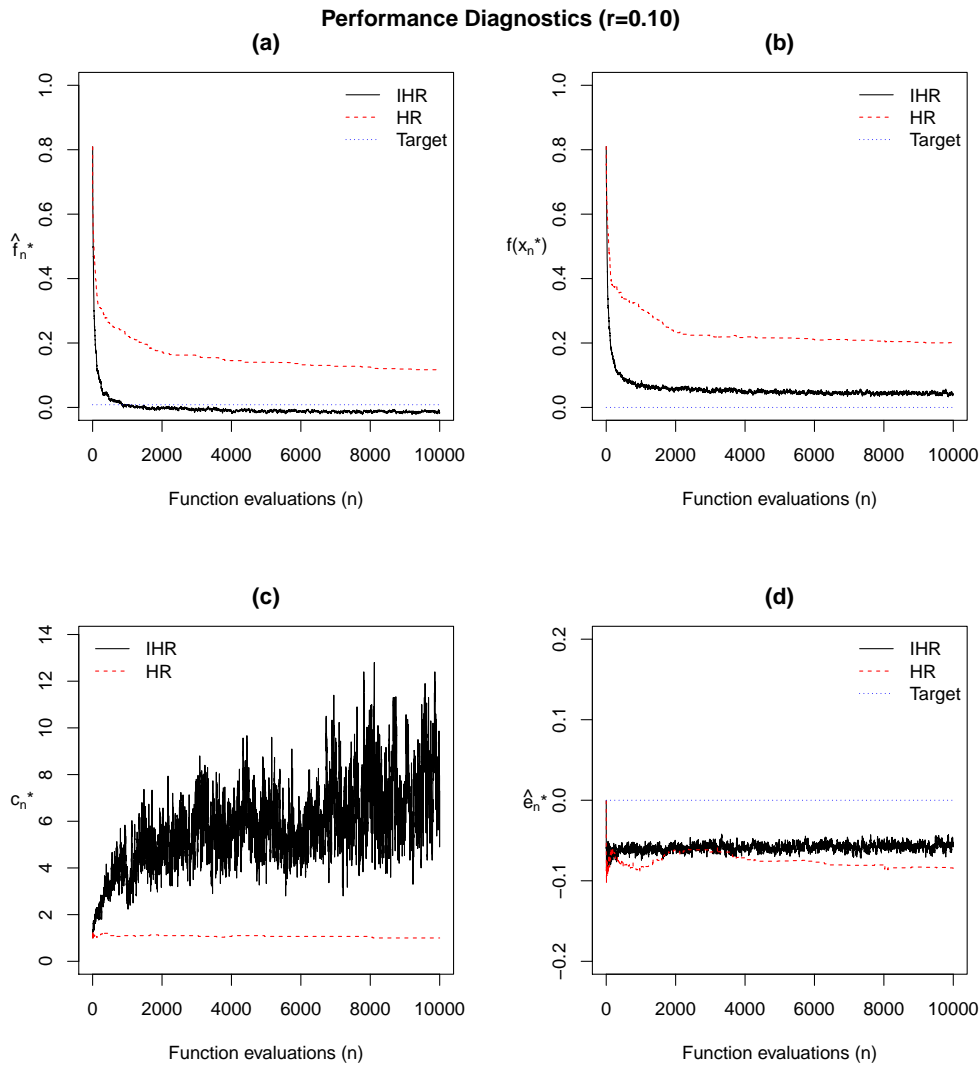 Performance Diagnostics (r=0.10)
(a)
1.0
0.8
0.6
0.4
0.2
0.0
f̂ₙ*
IHR
HR
Target
0 2000 4000 6000 8000 10000
Function evaluations (n)
(b)
1.0
0.8
0.6
0.4
0.2
0.0
f(xₙ*)
IHR
HR
Target
0 2000 4000 6000 8000 10000
Function evaluations (n)
(c)
14
12
10
8
6
4
2
0
cₙ*
IHR
HR
0 2000 4000 6000 8000 10000
Function evaluations (n)
(d)
0.2
0.1
0.0
−0.1
−0.2
êₙ*
IHR
HR
Target
0 2000 4000 6000 8000 10000
Function evaluations (n)